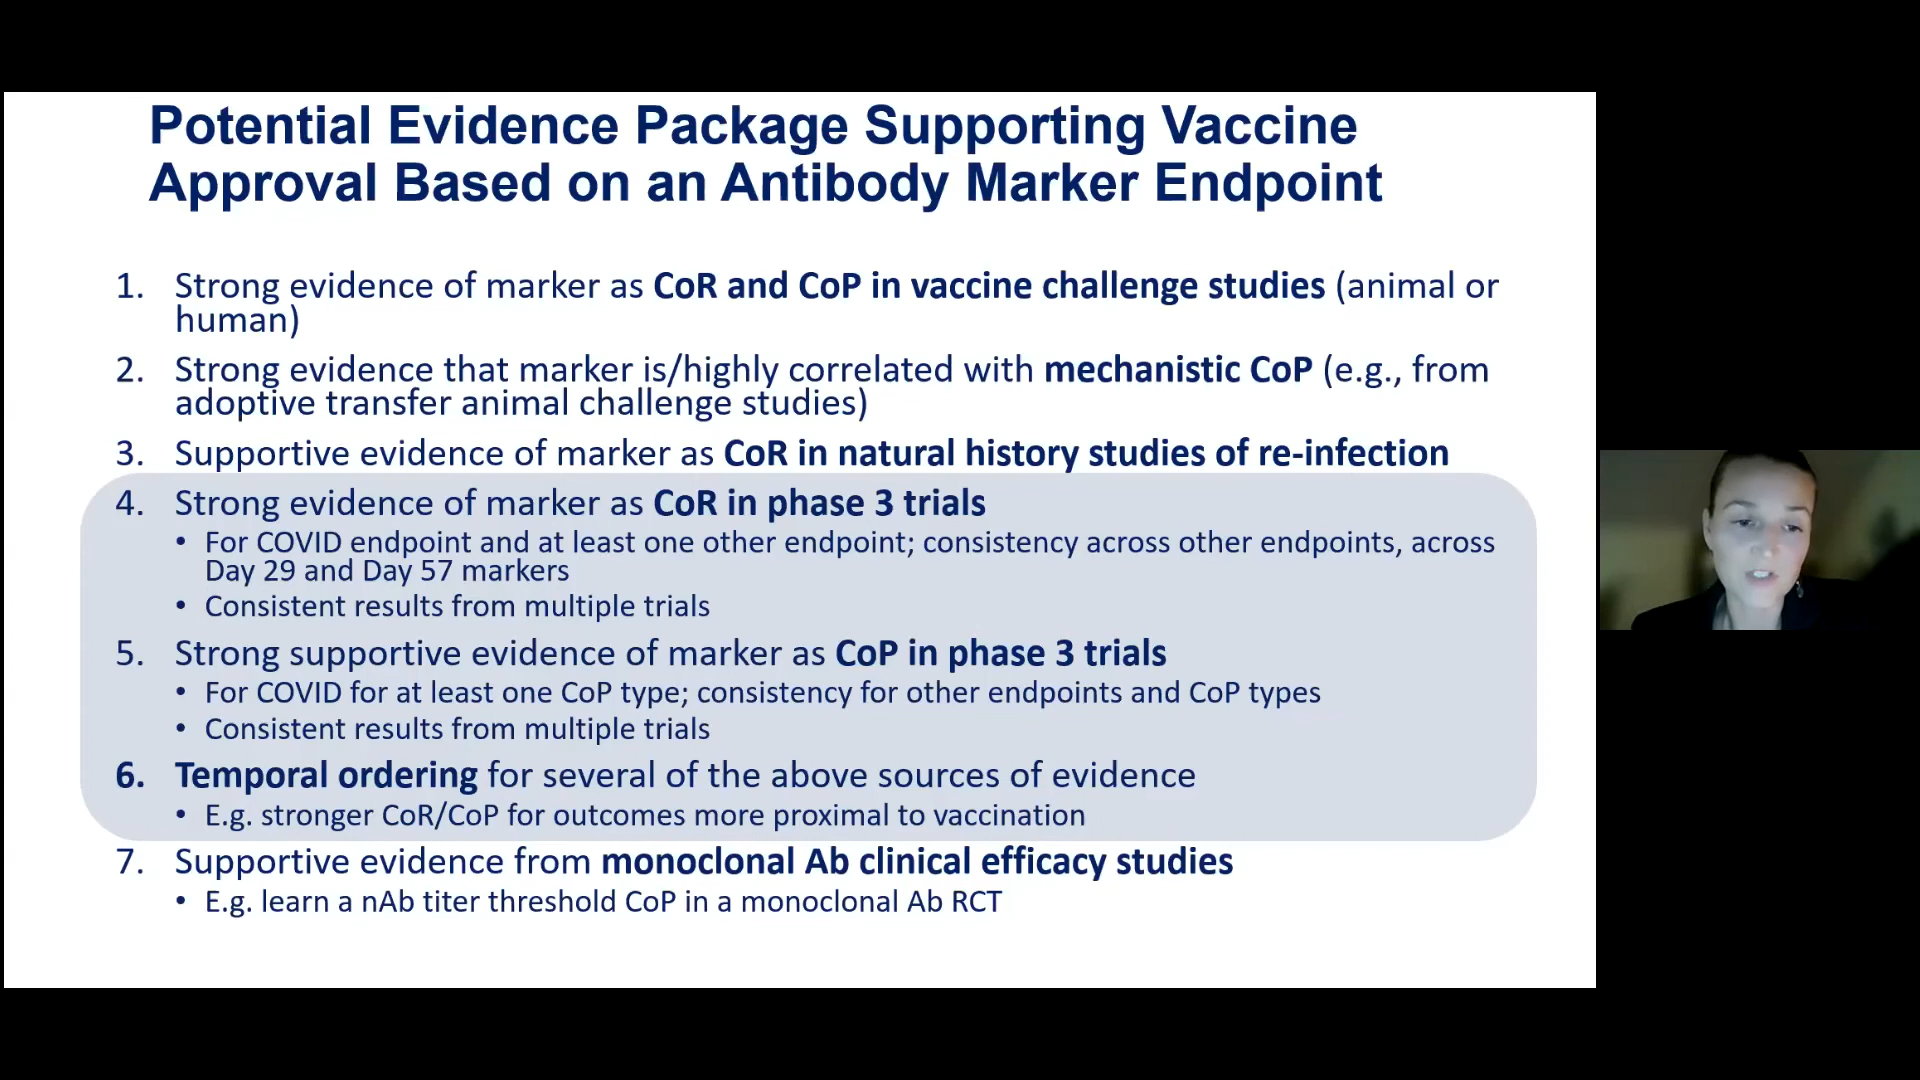 Potential Evidence Package Supporting Vaccine
Approval Based on an Antibody Marker Endpoint
1. Strong evidence of marker as CoR and CoP in vaccine challenge studies (animal or
human)
2. Strong evidence that marker is/highly correlated with mechanistic CoP (e.g., from
adoptive transfer animal challenge studies)
3. Supportive evidence of marker as CoR in natural history studies of re-infection
4. Strong evidence of marker as CoR in phase 3 trials
• For COVID endpoint and at least one other endpoint; consistency across other endpoints, across
Day 29 and Day 57 markers
• Consistent results from multiple trials
5. Strong supportive evidence of marker as CoP in phase 3 trials
• For COVID for at least one CoP type; consistency for other endpoints and CoP types
• Consistent results from multiple trials
6. Temporal ordering for several of the above sources of evidence
• E.g. stronger CoR/CoP for outcomes more proximal to vaccination
7. Supportive evidence from monoclonal Ab clinical efficacy studies
• E.g. learn a nAb titer threshold CoP in a monoclonal Ab RCT